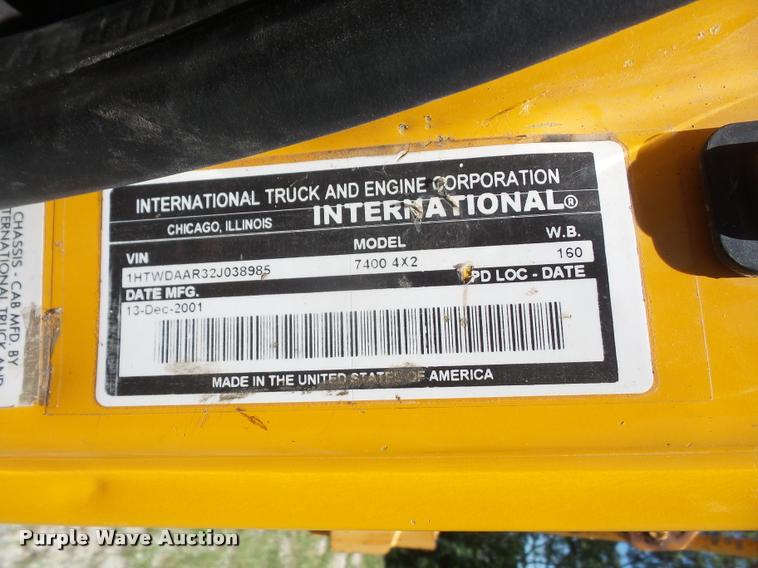 INTERNATIONAL TRUCK AND ENGINE CORPORATION
CHICAGO, ILLINOIS INTERNATIONAL®
VIN MODEL W.B.
1HTWDAAR32J038985 7400 4X2 160
DATE MFG. PD LOC - DATE
13-Dec-2001
MADE IN THE UNITED STATES OF AMERICA
CHASSIS - CAB MFD. BY
INTERNATIONAL TRUCK AND
Purple Wave Auction